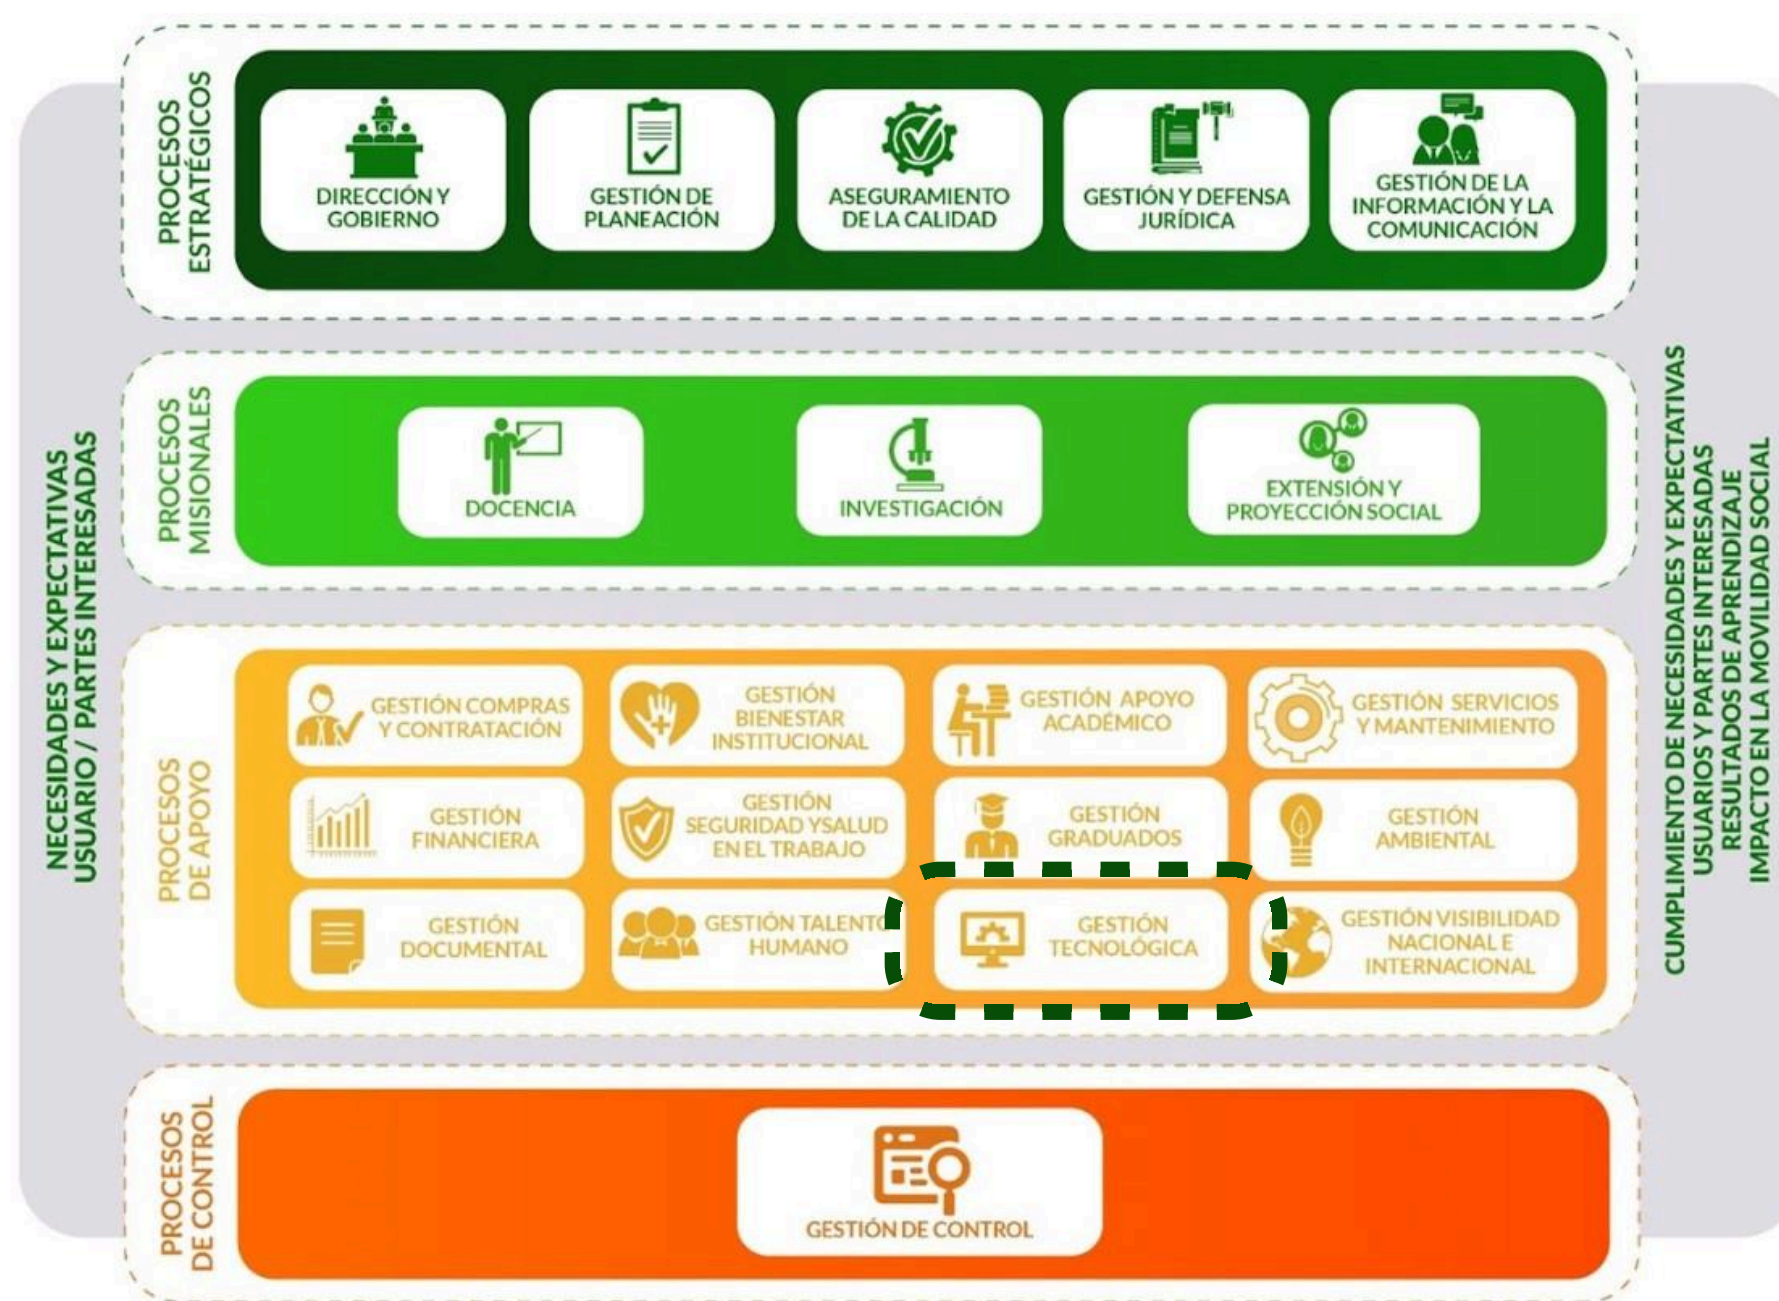 PROCESOS
ESTRATÉGICOS
DIRECCIÓN Y
GOBIERNO
GESTIÓN DE
PLANEACIÓN
ASEGURAMIENTO
DE LA CALIDAD
GESTIÓN Y DEFENSA
JURÍDICA
GESTIÓN DE LA
INFORMACIÓN Y LA
COMUNICACIÓN
NECESIDADES Y EXPECTATIVAS
USUARIO / PARTES INTERESADAS
PROCESOS
MISIONALES
DOCENCIA
INVESTIGACIÓN
EXTENSIÓN Y
PROYECCIÓN SOCIAL
PROCESOS
DE APOYO
GESTIÓN COMPRAS
Y CONTRATACIÓN
GESTIÓN
BIENESTAR
INSTITUCIONAL
GESTIÓN APOYO
ACADÉMICO
GESTIÓN SERVICIOS
Y MANTENIMIENTO
GESTIÓN
FINANCIERA
GESTIÓN
SEGURIDAD YSALUD
EN EL TRABAJO
GESTIÓN
GRADUADOS
GESTIÓN
AMBIENTAL
GESTIÓN
DOCUMENTAL
GESTIÓN TALENTO
HUMANO
GESTIÓN
TECNOLÓGICA
GESTIÓN VISIBILIDAD
NACIONAL E
INTERNACIONAL
PROCESOS
DE CONTROL
GESTIÓN DE CONTROL
CUMPLIMIENTO DE NECESIDADES Y EXPECTATIVAS
USUARIOS Y PARTES INTERESADAS
RESULTADOS DE APRENDIZAJE
IMPACTO EN LA MOVILIDAD SOCIAL